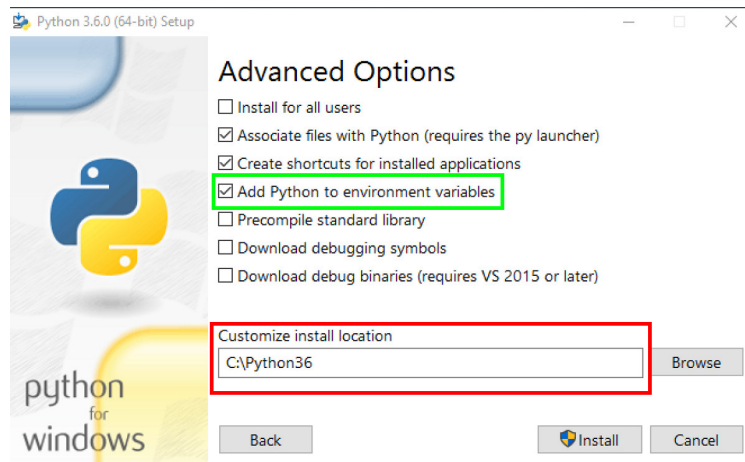 Python 3.6.0 (64-bit) Setup
Advanced Options
Install for all users
Associate files with Python (requires the py launcher)
Create shortcuts for installed applications
Add Python to environment variables
Precompile standard library
Download debugging symbols
Download debug binaries (requires VS 2015 or later)
Customize install location
C:\Python36
Browse
python
for
windows
Back
Install
Cancel